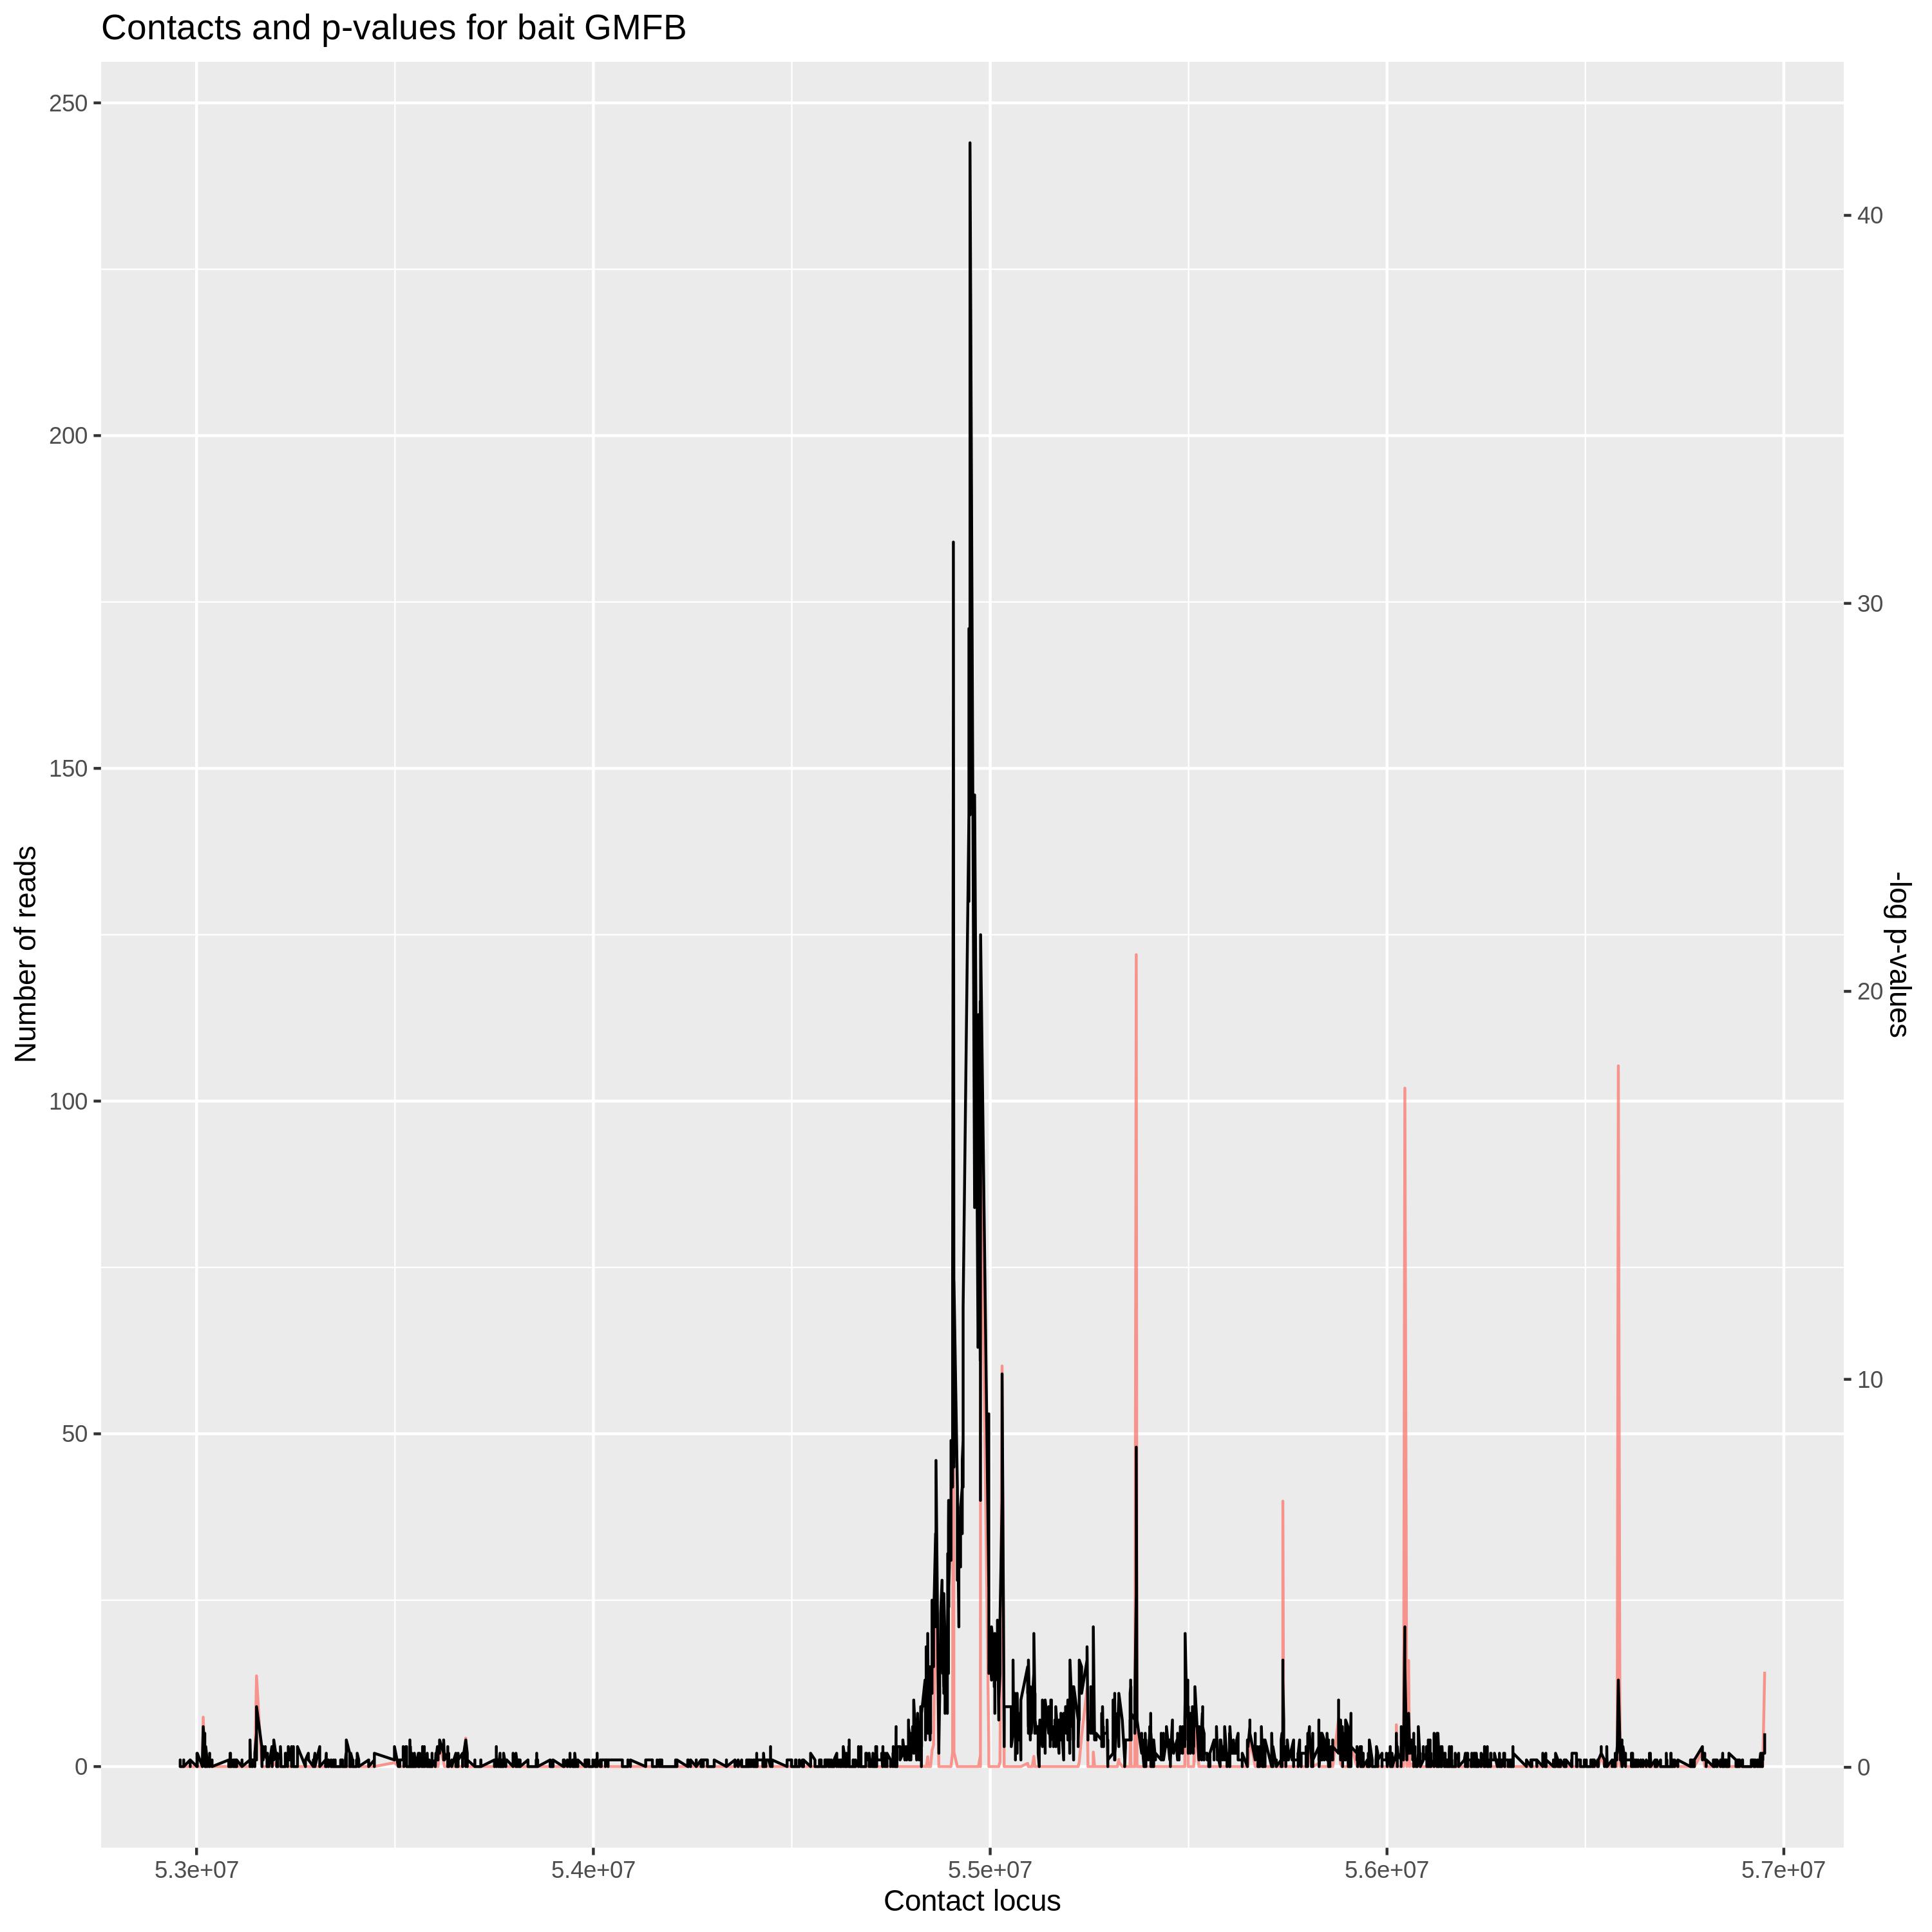 Contacts and p-values for bait GMFB
250
200
150
100
50
0
Number of reads
40
30
20
10
0
-log p-values
5.3e+07
5.4e+07
5.5e+07
5.6e+07
5.7e+07
Contact locus